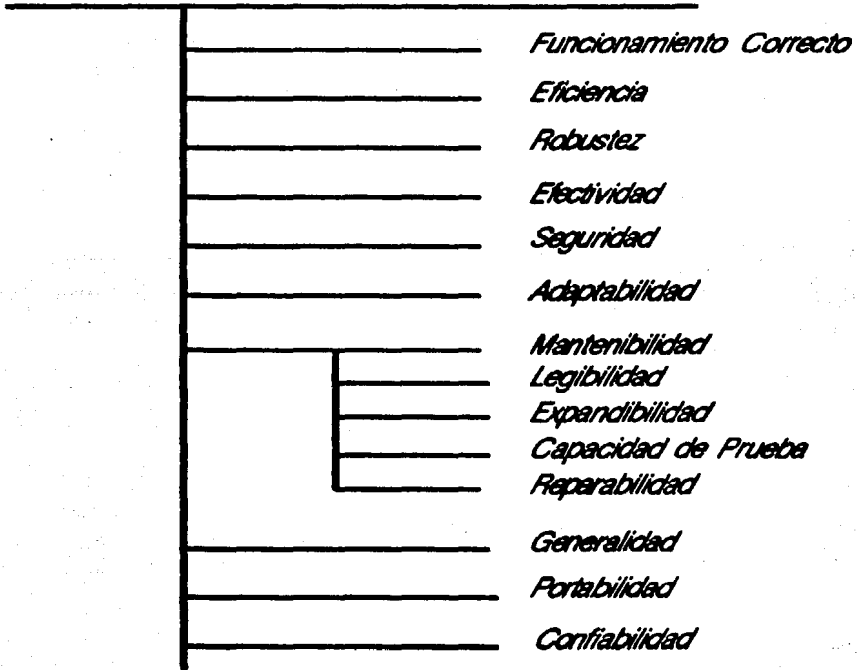 Funcionamiento Correcto
Eficiencia
Robustez
Efectividad
Seguridad
Adaptabilidad
Mantenibilidad
Legibilidad
Expandibilidad
Capacidad de Prueba
Reparabilidad
Generalidad
Portabilidad
Confiabilidad